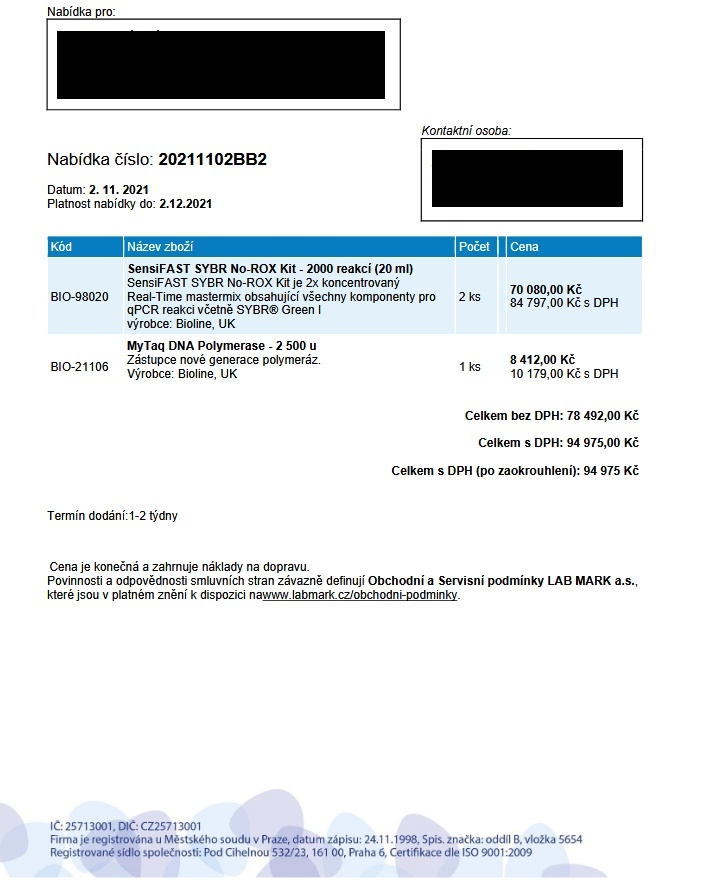 Nabídka pro:
Kontaktní osoba:
Nabídka číslo: 20211102BB2
Datum: 2. 11. 2021
Platnost nabídky do: 2.12.2021
Kód Název zboží Počet Cena
BIO-98020
SensiFAST SYBR No-ROX Kit - 2000 reakcí (20 ml)
SensiFAST SYBR No-ROX Kit je 2x koncentrovaný
Real-Time mastermix obsahující všechny komponenty pro
qPCR reakci včetně SYBR® Green I
výrobce: Bioline, UK
2 ks
70 080,00 Kč
84 797,00 Kč s DPH
BIO-21106
MyTaq DNA Polymerase - 2 500 u
Zástupce nové generace polymeráz.
Výrobce: Bioline, UK
1 ks
8 412,00 Kč
10 179,00 Kč s DPH
Celkem bez DPH: 78 492,00 Kč
Celkem s DPH: 94 975,00 Kč
Celkem s DPH (po zaokrouhlení): 94 975 Kč
Termín dodání:1-2 týdny
Cena je konečná a zahrnuje náklady na dopravu.
Povinnosti a odpovědnosti smluvních stran závazně definují Obchodní a Servisní podmínky LAB MARK a.s.,
které jsou v platném znění k dispozici nawww.labmark.cz/obchodni-podminky.
IČ: 25713001, DIČ: CZ25713001
Firma je registrována u Městského soudu v Praze, datum zápisu: 24.11.1998, Spis. značka: oddíl B, vložka 5654
Registrované sídlo společnosti: Pod Cihelnou 532/23, 161 00, Praha 6, Certifikace dle ISO 9001:2009